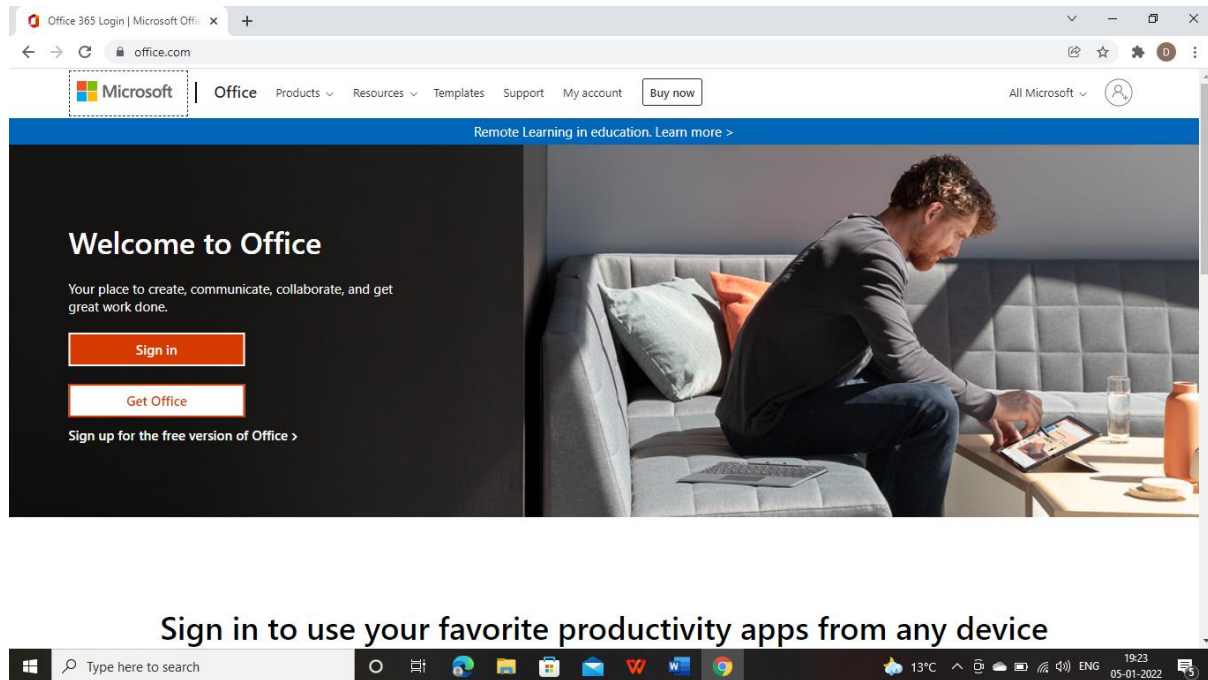 Office 365 Login | Microsoft Offic
office.com
D
Microsoft Office Products Resources Templates Support My account Buy now All Microsoft
Remote Learning in education. Learn more >
Welcome to Office
Your place to create, communicate, collaborate, and get
great work done.
Sign in
Get Office
Sign up for the free version of Office >
Sign in to use your favorite productivity apps from any device
Type here to search
13°C ENG
19:23
05-01-2022
5